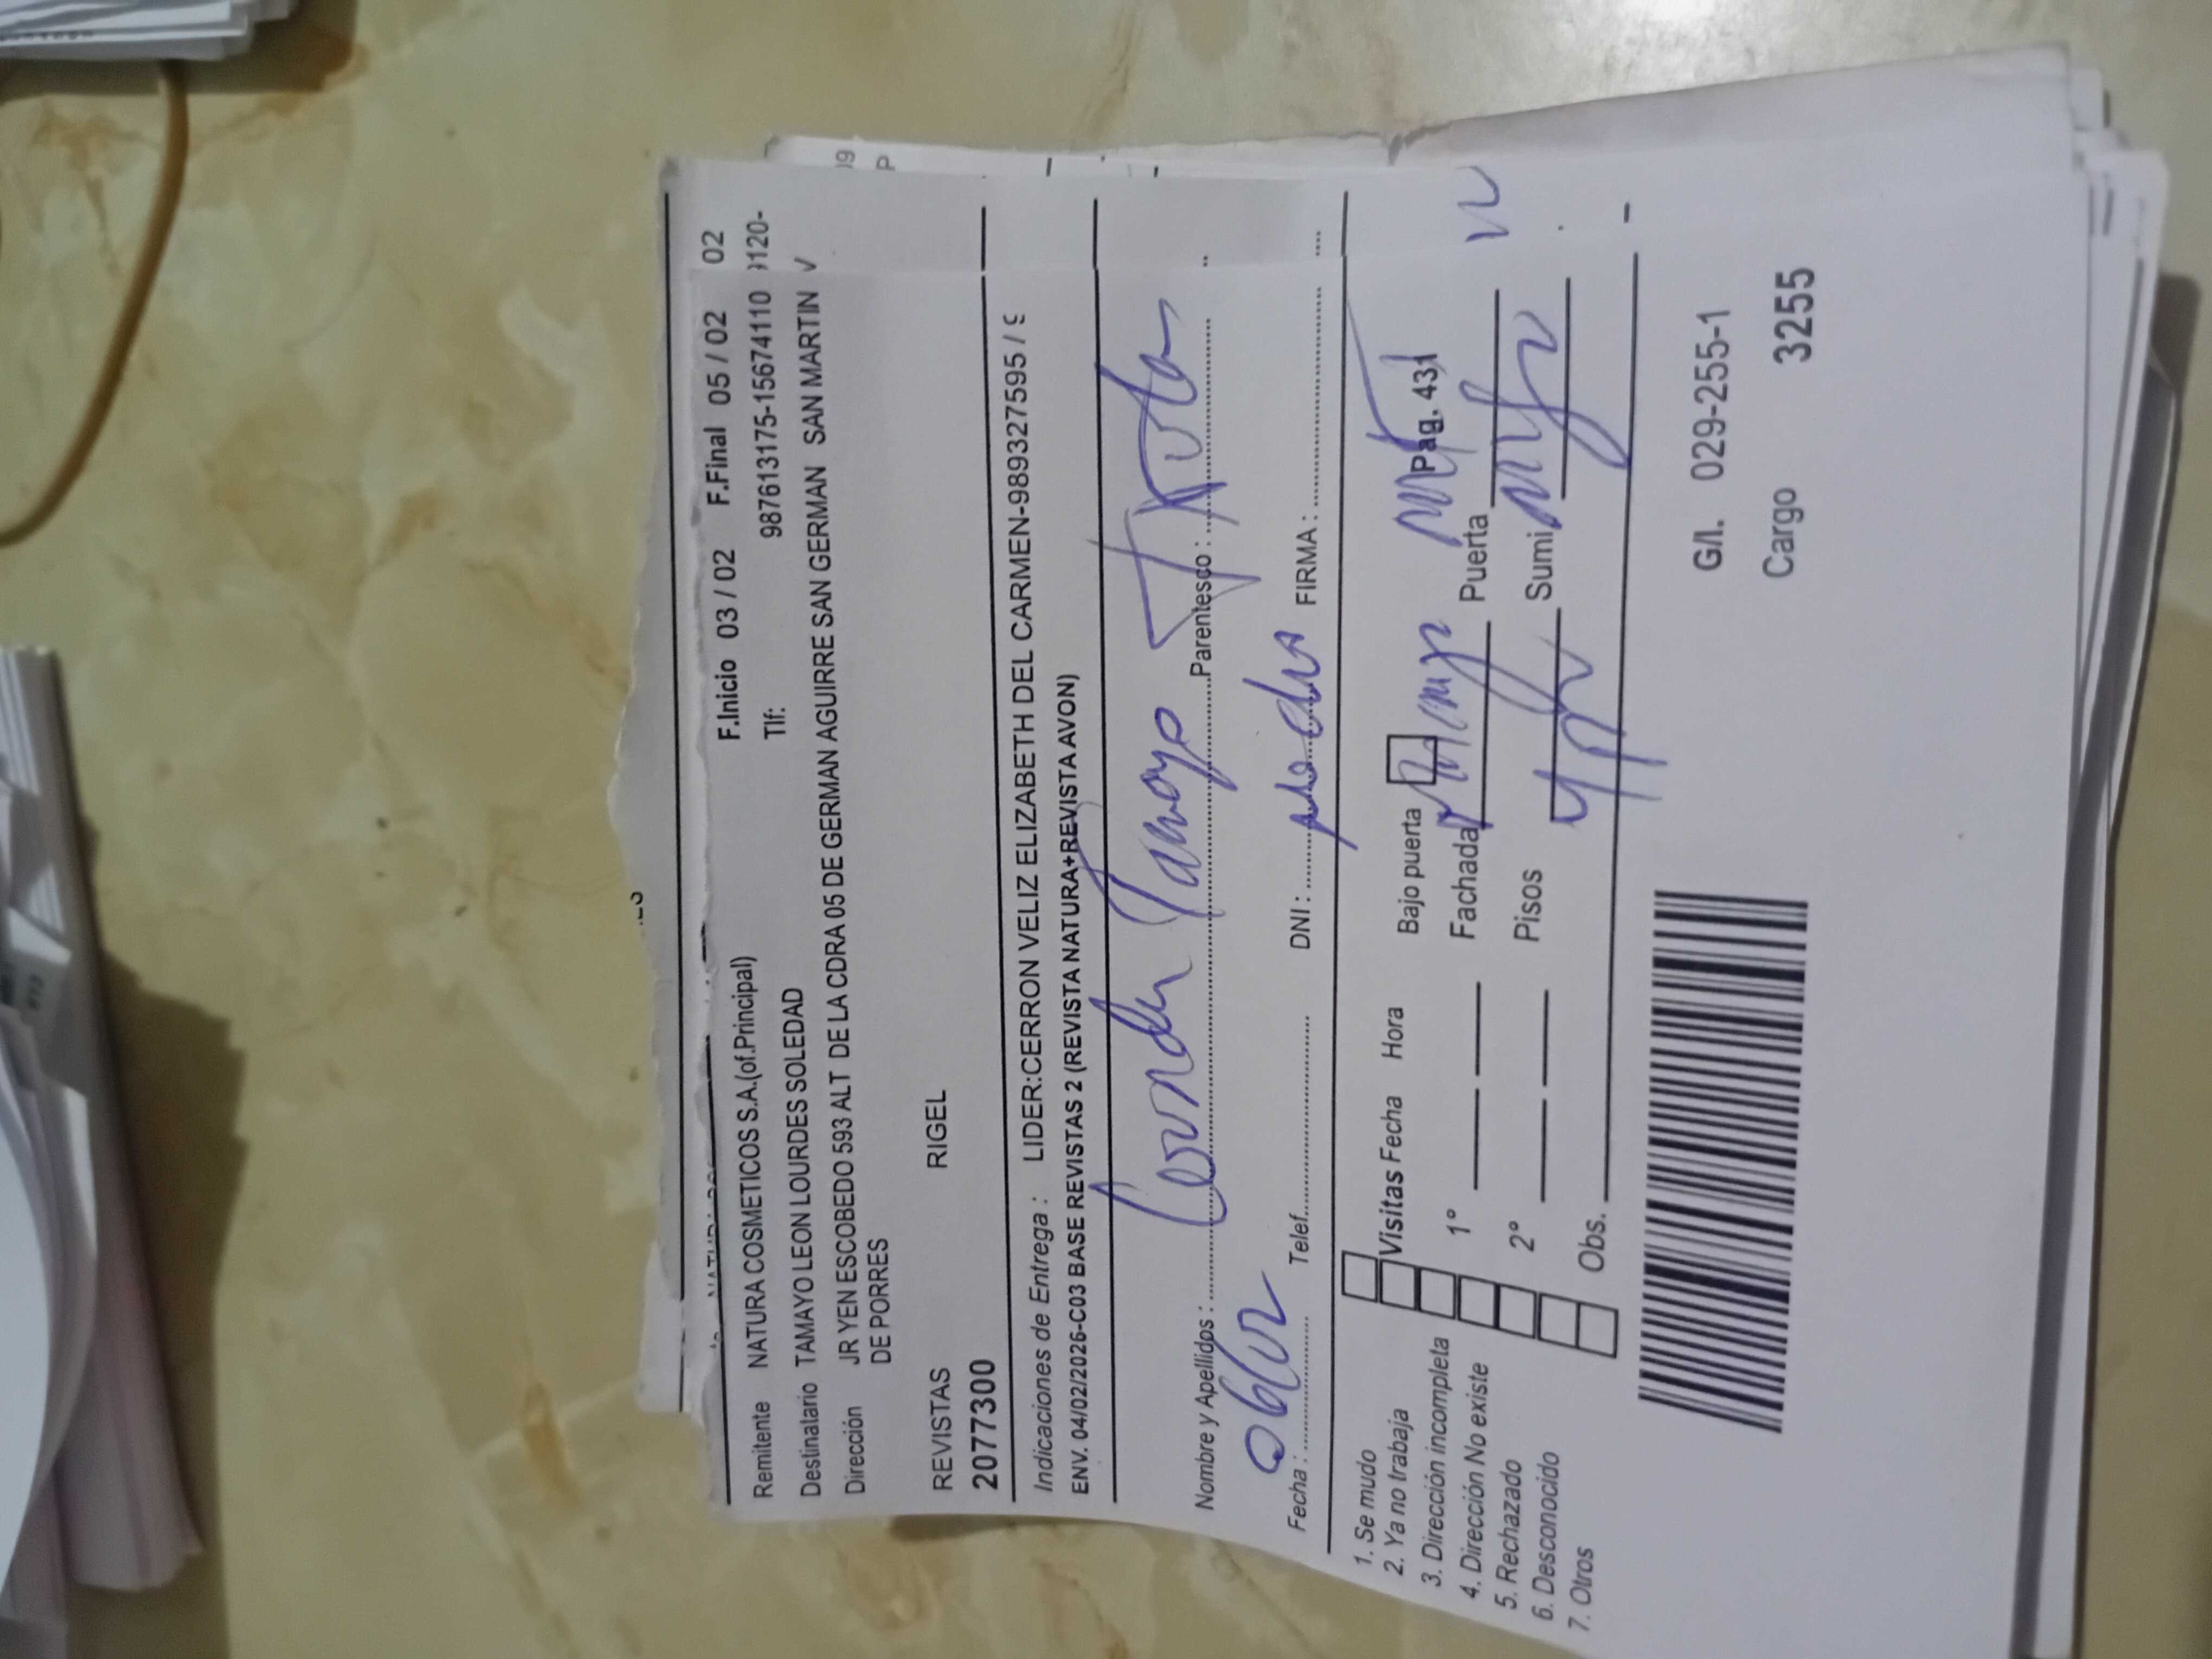 F.Inicio 03 / 02 F.Final 05 / 02 02
Remitente NATURA COSMETICOS S.A.(of.Principal) Tlf: 987613175-15674110 9120-
Destinatario TAMAYO LEON LOURDES SOLEDAD
Dirección JR YEN ESCOBEDO 593 ALT DE LA CDRA 05 DE GERMAN AGUIRRE SAN GERMAN SAN MARTIN
DE PORRES
REVISTAS RIGEL
2077300
Indicaciones de Entrega : LIDER:CERRON VELIZ ELIZABETH DEL CARMEN-989327595 /
ENV. 04/02/2026-C03 BASE REVISTAS 2 (REVISTA NATURA+REVISTA AVON)
Nombre y Apellidos : Tamayo Parentesco :
Fecha : Telef. DNI : FIRMA :
1. Se mudo
2. Ya no trabaja
3. Dirección incompleta
4. Dirección No existe
5. Rechazado
6. Desconocido
7. Otros
Visitas Fecha Hora Bajo puerta Pag. 431
1° Fachada Puerta
2° Pisos Sumi
Obs.
G/I. 029-255-1
Cargo 3255